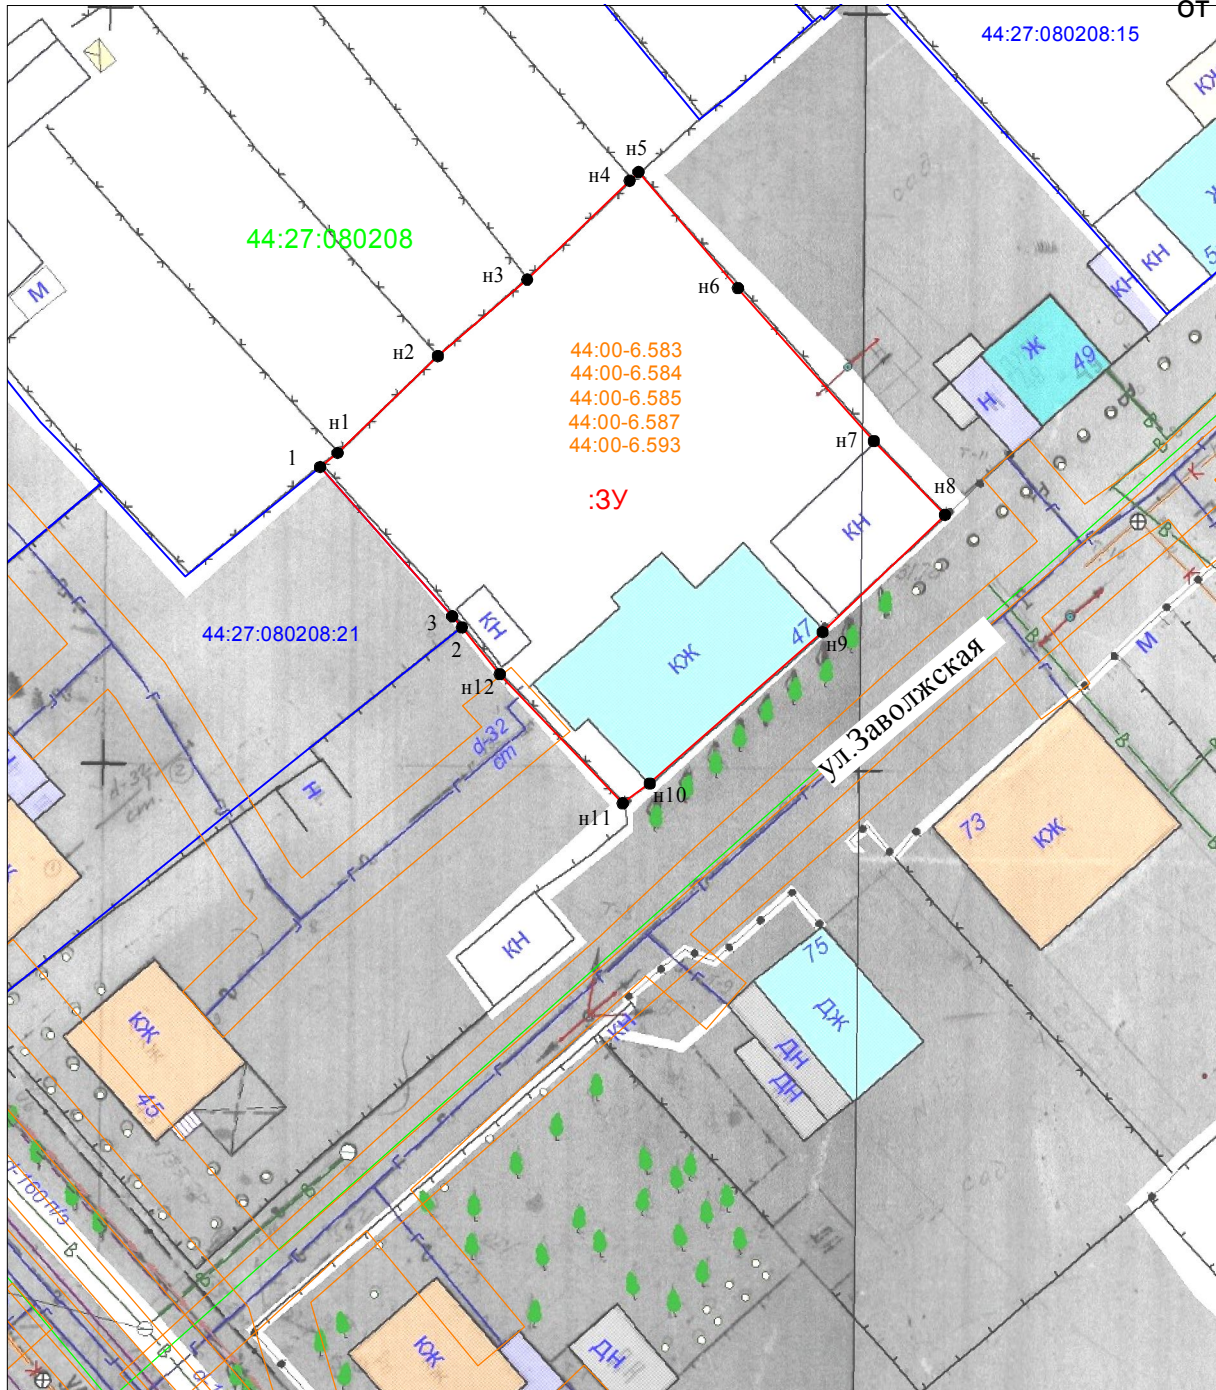 от
44:27:080208:15
КЖ
Ж
5
КН
КН
н5
н4
44:27:080208
н3
М
н6
44:00-6.583
44:00-6.584
44:00-6.585
44:00-6.587
44:00-6.593
н2
Ж
49
Н
н1
1
н7
:ЗУ
н8
КН
44:27:080208:21
3
2
КН
47
н9
КЖ
М
н12
ул.Заволжская
d-32
ст
н10
н11
Н
73
КЖ
КН
75
ДЖ
ДН
ДН
КН
КЖ
45
d-160 п/э
КЖ
ДН